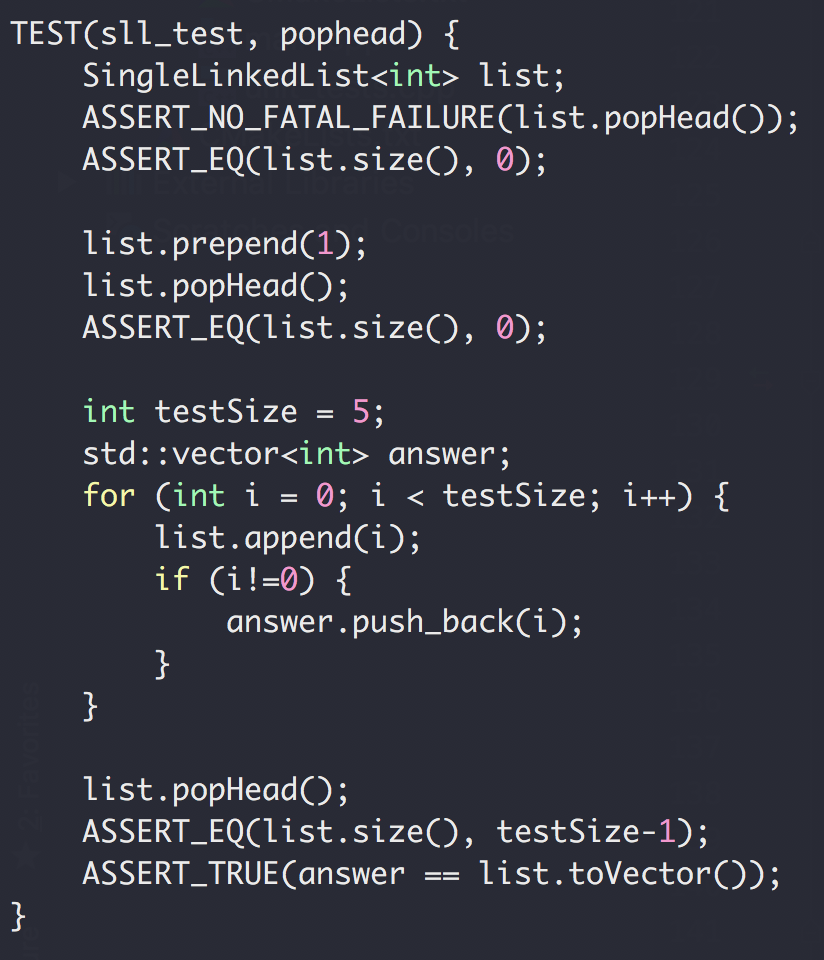 TEST(sll_test, pophead) {
    SingleLinkedList<int> list;
    ASSERT_NO_FATAL_FAILURE(list.popHead());
    ASSERT_EQ(list.size(), 0);

    list.prepend(1);
    list.popHead();
    ASSERT_EQ(list.size(), 0);

    int testSize = 5;
    std::vector<int> answer;
    for (int i = 0; i < testSize; i++) {
        list.append(i);
        if (i!=0) {
            answer.push_back(i);
        }
    }

    list.popHead();
    ASSERT_EQ(list.size(), testSize-1);
    ASSERT_TRUE(answer == list.toVector());
}